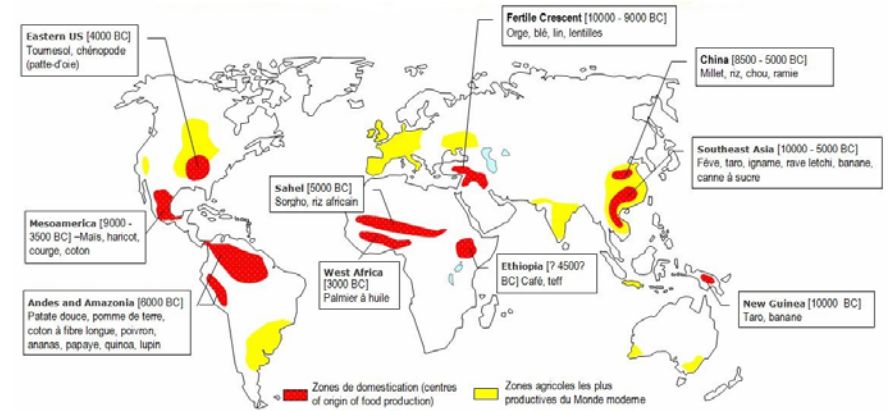 Eastern US [4000 BC]
Tournesol, chénopode
(patte-d'oie)
Fertile Crescent [10000 - 9000 BC]
Orge, blé, lin, lentilles
China [8500 - 5000 BC]
Millet, riz, chou, ramie
Southeast Asia [10000 - 5000 BC]
Fève, taro, igname, rave letchi, banane,
canne à sucre
Sahel [5000 BC]
Sorgho, riz africain
Mesoamerica [9000 -
3500 BC] –Maïs, haricot,
courge, coton
West Africa
[3000 BC]
Palmier à huile
Ethiopia [? 4500?
BC] Café, teff
Andes and Amazonia [8000 BC]
Patate douce, pomme de terre,
coton à fibre longue, poivron,
ananas, papaye, quinoa, lupin
New Guinea [10000 BC]
Taro, banane
Zones de domestication (centres
of origin of food production)
Zones agricoles les plus
productives du Monde moderne